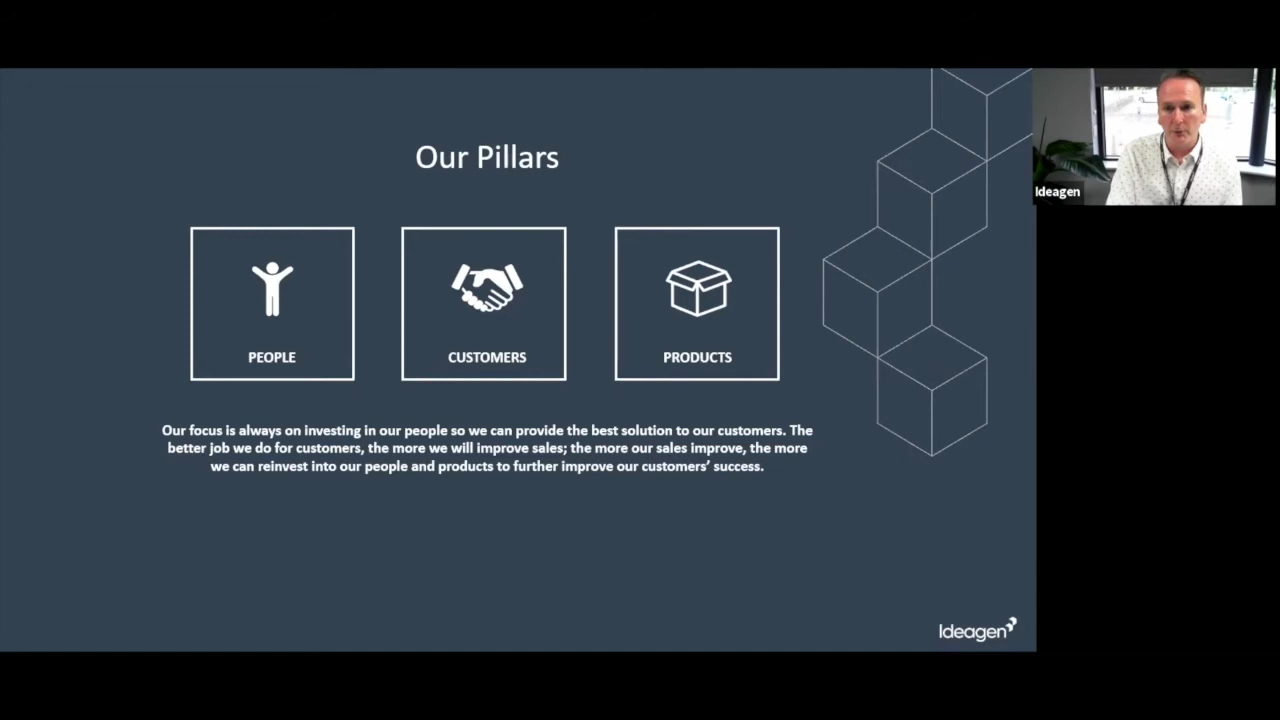 Our Pillars
Ideagen
PEOPLE
CUSTOMERS
PRODUCTS
Our focus is always on investing in our people so we can provide the best solution to our customers. The
better job we do for customers, the more we will improve sales; the more our sales improve, the more
we can reinvest into our people and products to further improve our customers’ success.
Ideagen